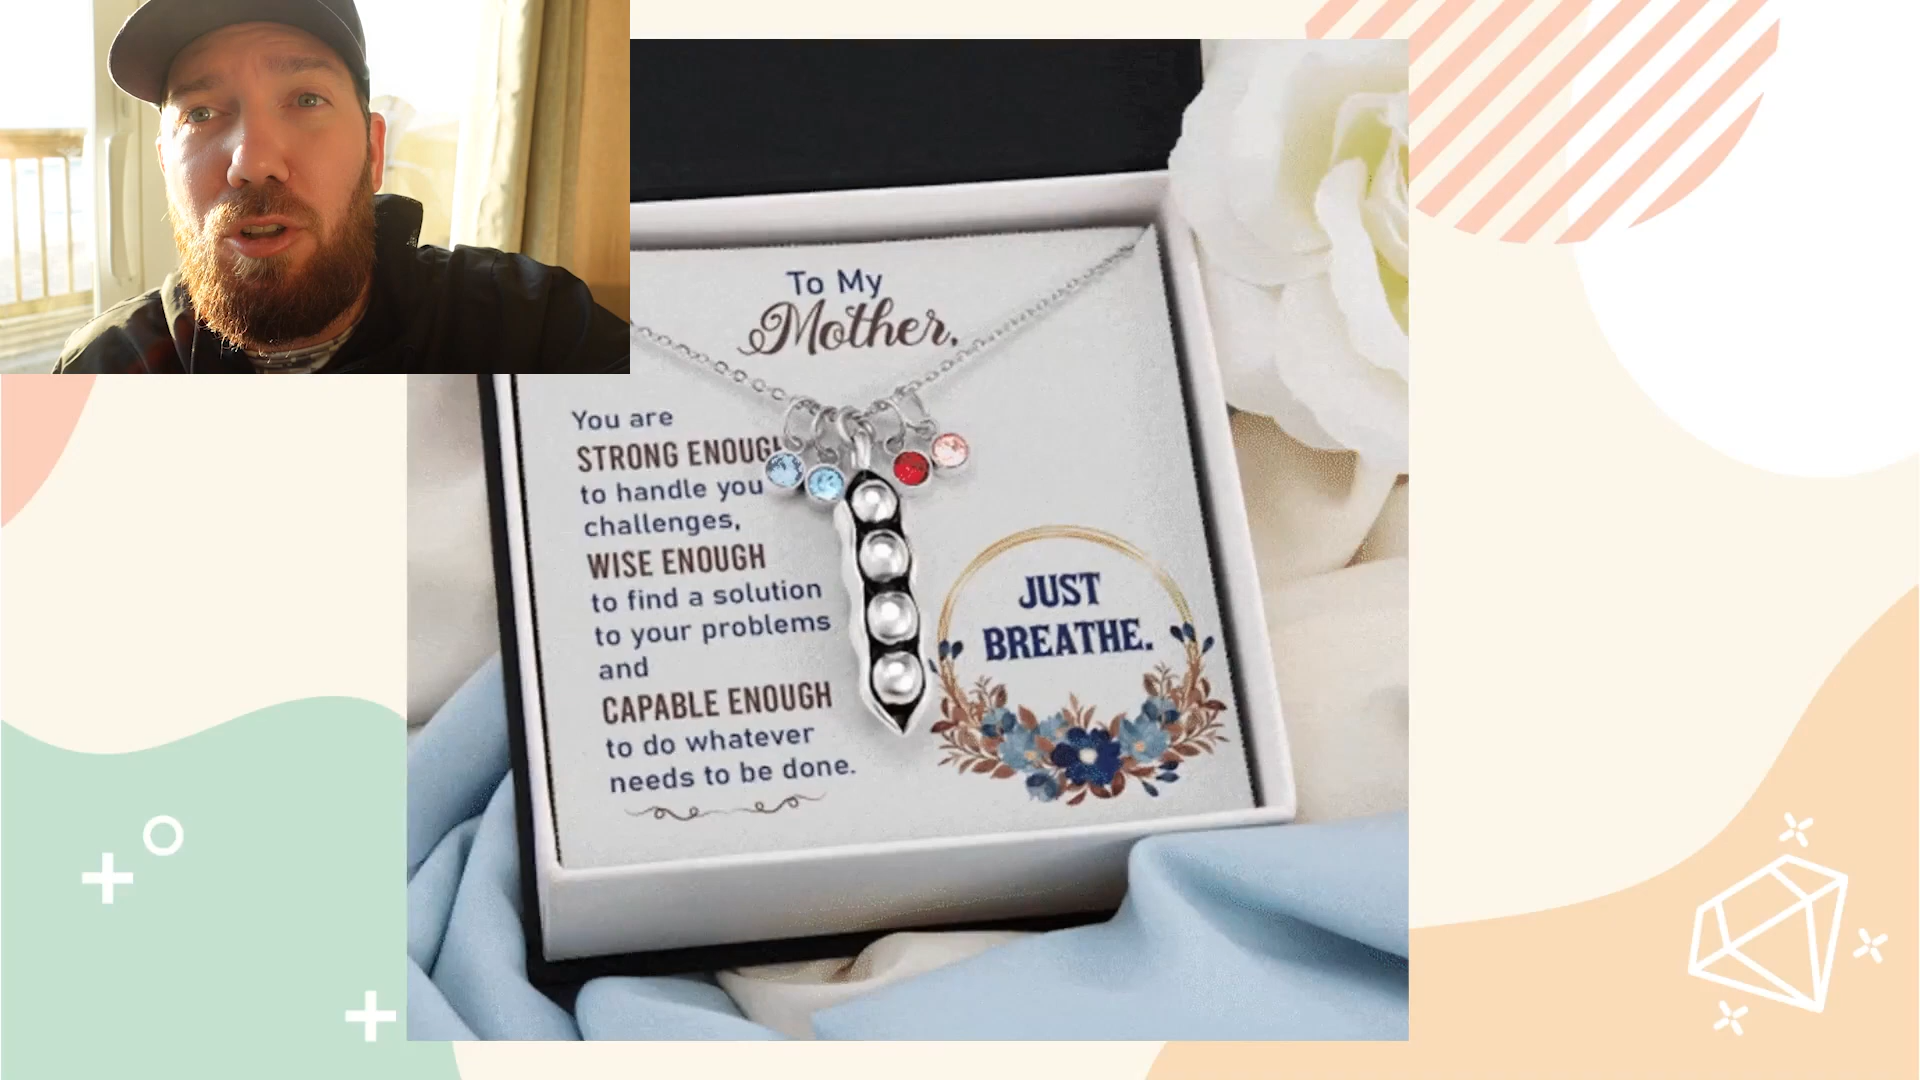 To My
Mother,
You are
STRONG ENOUGH
to handle you
challenges,
WISE ENOUGH
to find a solution
to your problems
and
CAPABLE ENOUGH
to do whatever
needs to be done.
JUST
BREATHE.